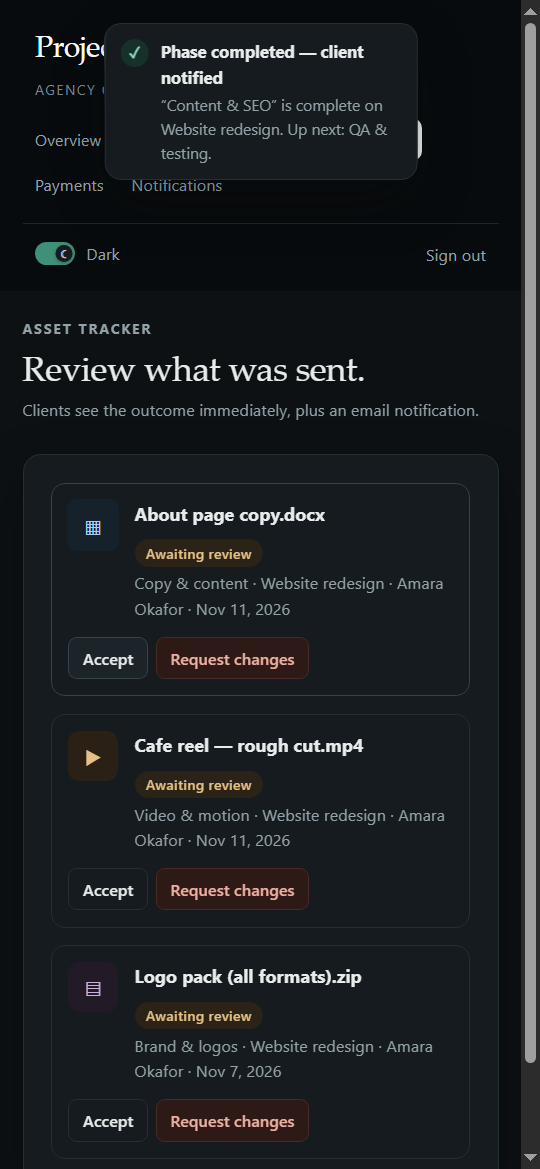 Phase completed — client
notified
“Content & SEO” is complete on
Website redesign. Up next: QA &
testing.
AGENCY
Overview
Payments Notifications
Dark Sign out
ASSET TRACKER
Review what was sent.
Clients see the outcome immediately, plus an email notification.
About page copy.docx
Awaiting review
Copy & content · Website redesign · Amara
Okafor · Nov 11, 2026
Accept Request changes
Cafe reel — rough cut.mp4
Awaiting review
Video & motion · Website redesign · Amara
Okafor · Nov 11, 2026
Accept Request changes
Logo pack (all formats).zip
Awaiting review
Brand & logos · Website redesign · Amara
Okafor · Nov 7, 2026
Accept Request changes